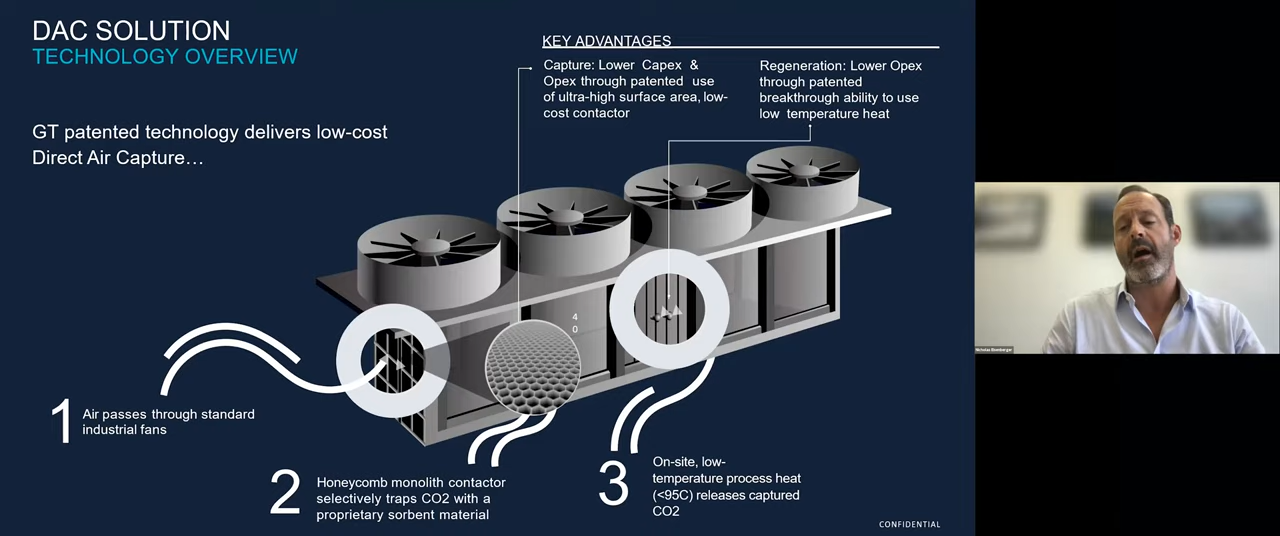 DAC SOLUTION
TECHNOLOGY OVERVIEW
GT patented technology delivers low-cost
Direct Air Capture…
KEY ADVANTAGES
Capture: Lower Capex &
Opex through patented use
of ultra-high surface area, low-
cost contactor
Regeneration: Lower Opex
through patented
breakthrough ability to use
low temperature heat
4
0
1
Air passes through standard
industrial fans
2
Honeycomb monolith contactor
selectively traps CO2 with a
proprietary sorbent material
3
On-site, low-
temperature process heat
(<95C) releases captured
CO2
CONFIDENTIAL